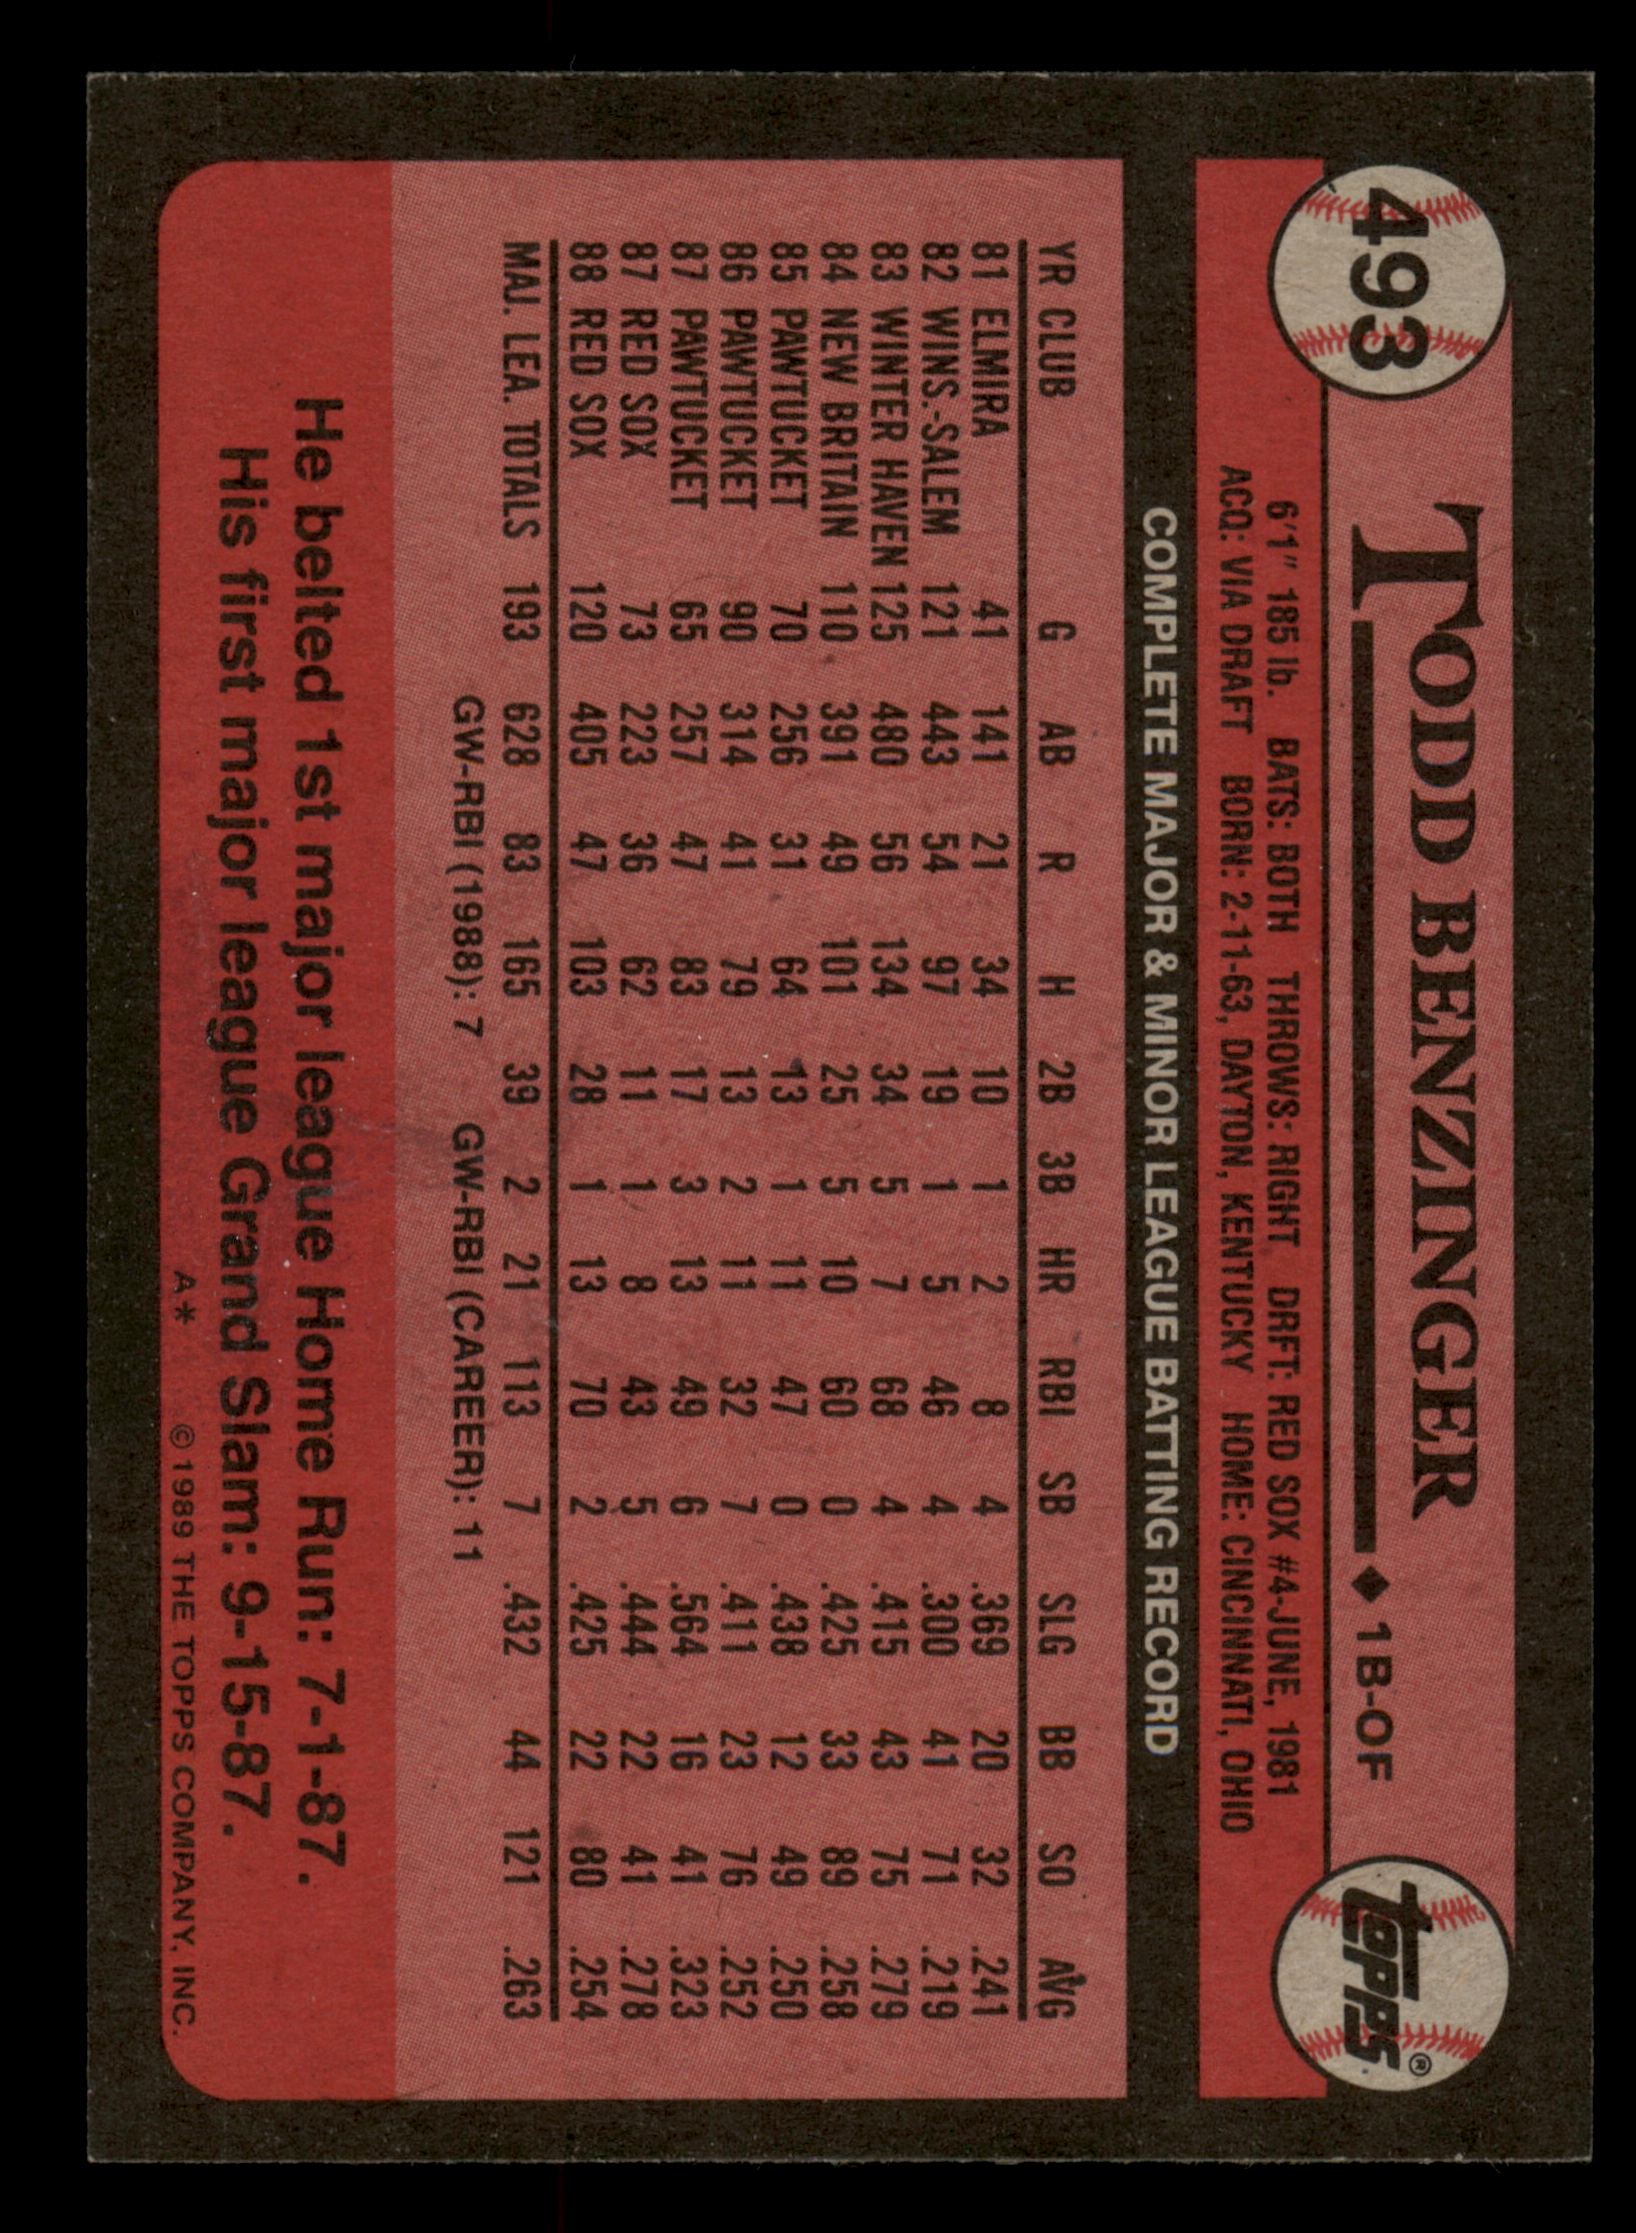 493
TODD BENZINGER ◆ 1B-OF
TOPPS®
6'1" 185 lb. BATS: BOTH THROWS: RIGHT DRFT: RED SOX #4-JUNE, 1981
ACQ: VIA DRAFT BORN: 2-11-63, DAYTON, KENTUCKY HOME: CINCINNATI, OHIO
COMPLETE MAJOR & MINOR LEAGUE BATTING RECORD
YR CLUB G AB R H 2B 3B HR RBI SB SLG BB SO AVG
81 ELMIRA 41 141 21 34 10 1 2 8 4 .369 20 32 .241
82 WINS.-SALEM 121 443 54 97 19 1 5 46 4 .300 41 71 .219
83 WINTER HAVEN 125 480 56 134 34 5 7 68 4 .415 43 75 .279
84 NEW BRITAIN 110 391 49 101 25 5 10 60 0 .425 33 89 .258
85 PAWTUCKET 70 256 31 64 13 1 11 47 0 .438 12 49 .250
86 PAWTUCKET 90 314 41 79 13 2 11 32 7 .411 23 76 .252
87 PAWTUCKET 65 257 47 83 17 3 13 49 6 .564 16 41 .323
87 RED SOX 73 223 36 62 11 1 8 43 5 .444 22 41 .278
88 RED SOX 120 405 47 103 28 1 13 70 2 .425 22 80 .254
MAJ. LEA. TOTALS 193 628 83 165 39 2 21 113 7 .432 44 121 .263
GW-RBI (1988): 7 GW-RBI (CAREER): 11
He belted 1st major league Home Run: 7-1-87.
His first major league Grand Slam: 9-15-87.
A* © 1989 THE TOPPS COMPANY, INC.